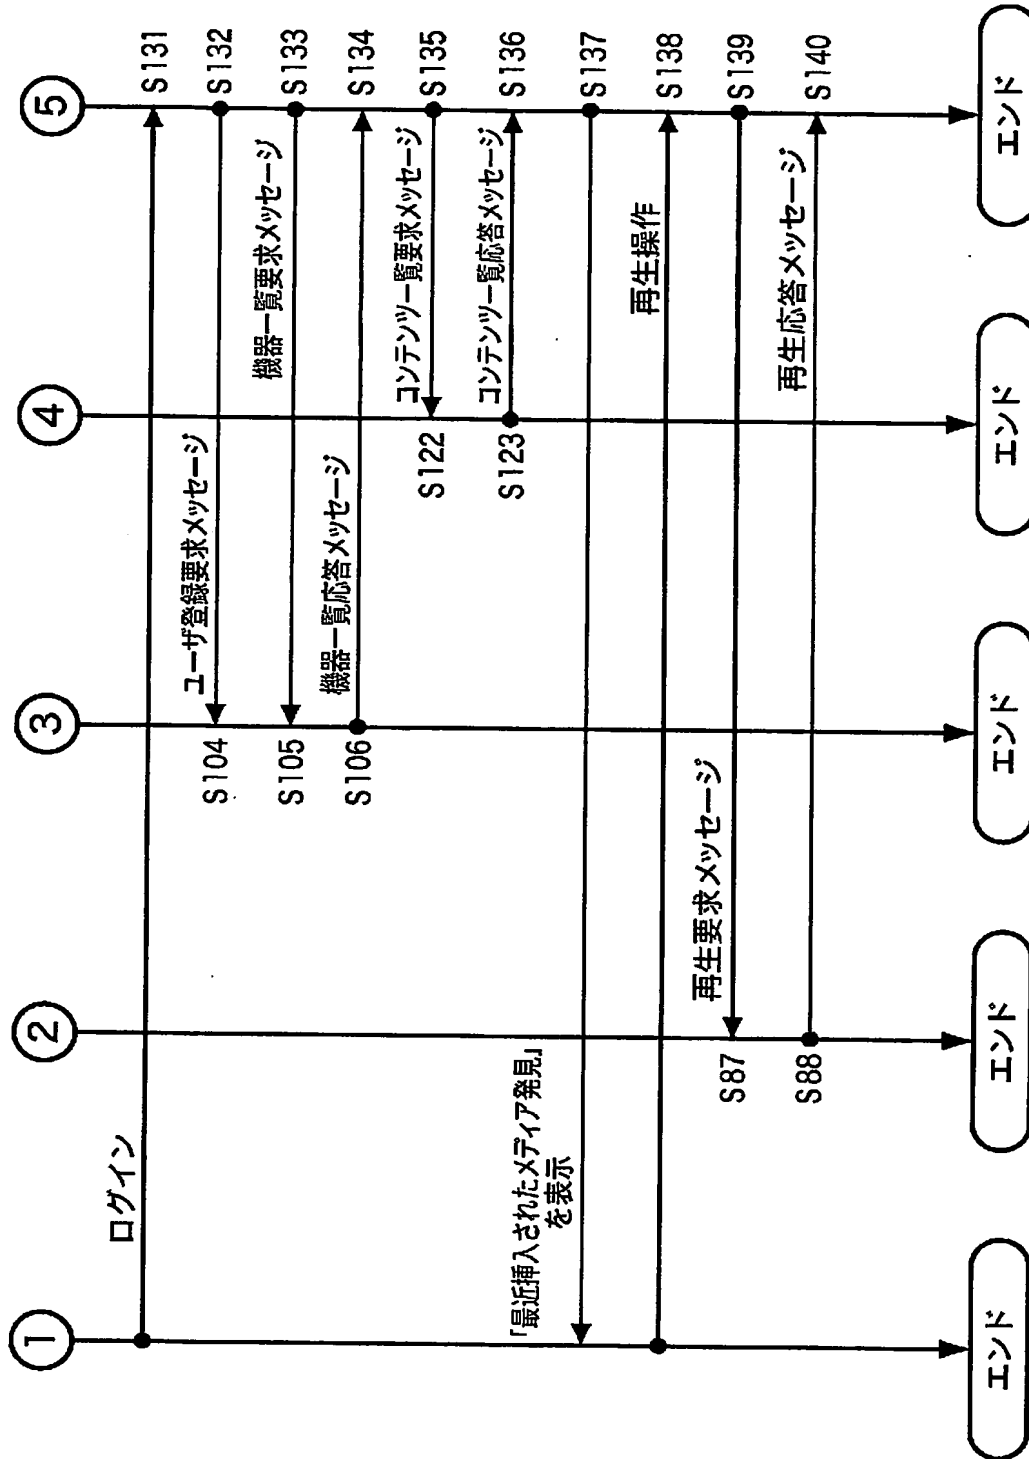 ①
②
③
④
⑤
ログイン
S131
ユーザ登録要求メッセージ
S104
S132
機器一覧要求メッセージ
S105
S133
機器一覧応答メッセージ
S106
S134
コンテンツ一覧要求メッセージ
S122
S135
コンテンツ一覧応答メッセージ
S123
S136
「最近挿入されたメディア発見」
を表示
S137
再生操作
S138
再生要求メッセージ
S87
S139
再生応答メッセージ
S88
S140
エンド
エンド
エンド
エンド
エンド